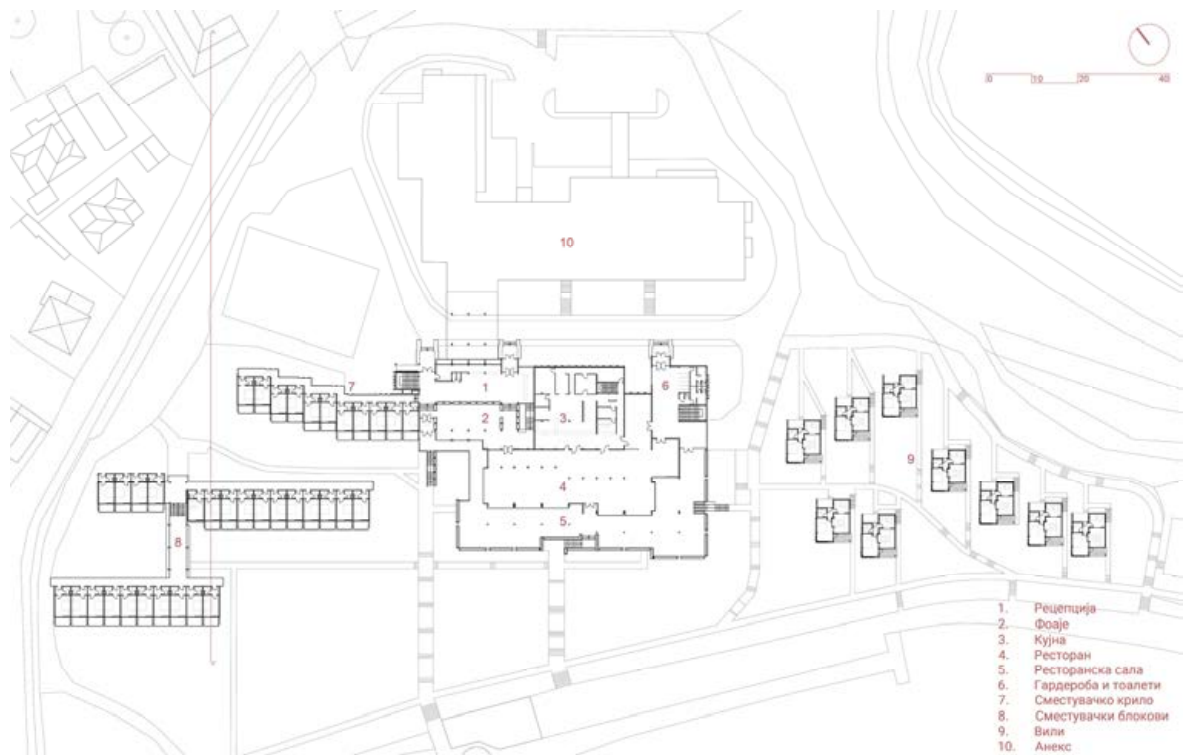 0 10 20 40
10
7
1
6
2
3
4
9
5
8
1. Рецепција
2. Фоаје
3. Кујна
4. Ресторан
5. Ресторанска сала
6. Гардероба и тоалети
7. Сместувачко крило
8. Сместувачки блокови
9. Вили
10. Анекс